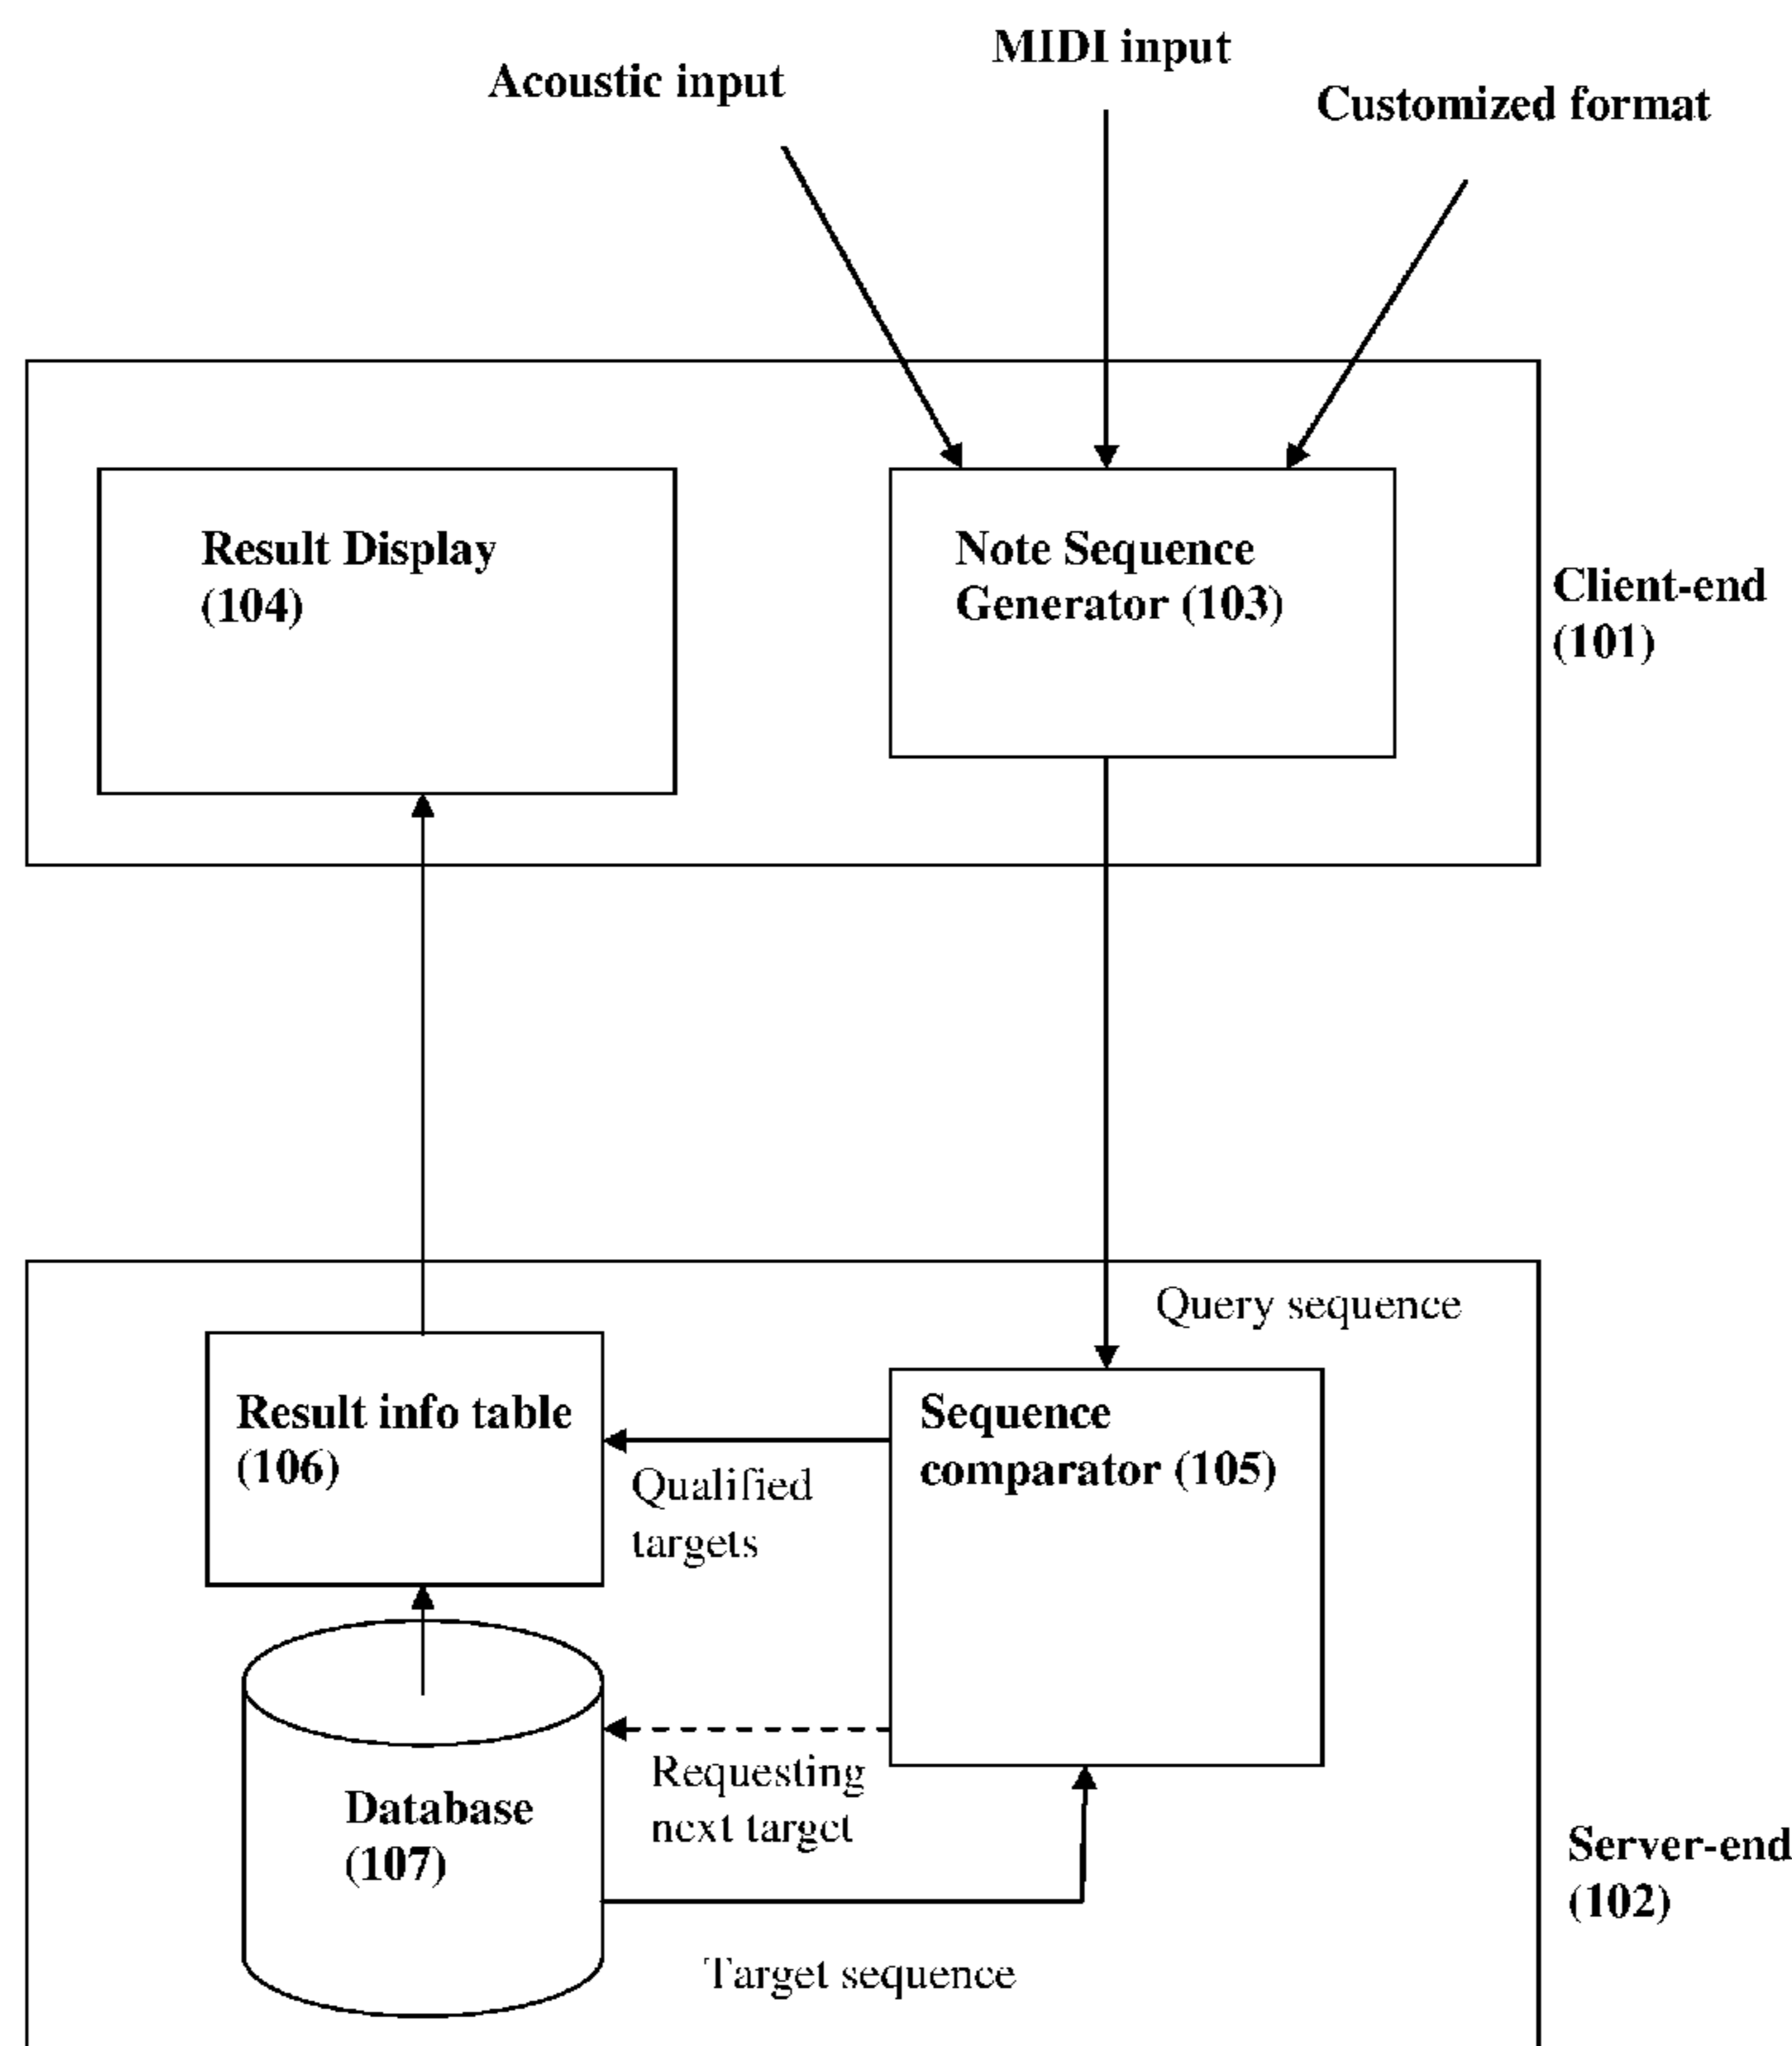 MIDI input
Acoustic input
Customized format
Result Display
(104)
Note Sequence
Generator (103)
Client-end
(101)
Query sequence
Result info table
(106)
Sequence
comparator (105)
Qualified
targets
Requesting
next target
Database
(107)
Server-end
(102)
Target sequence